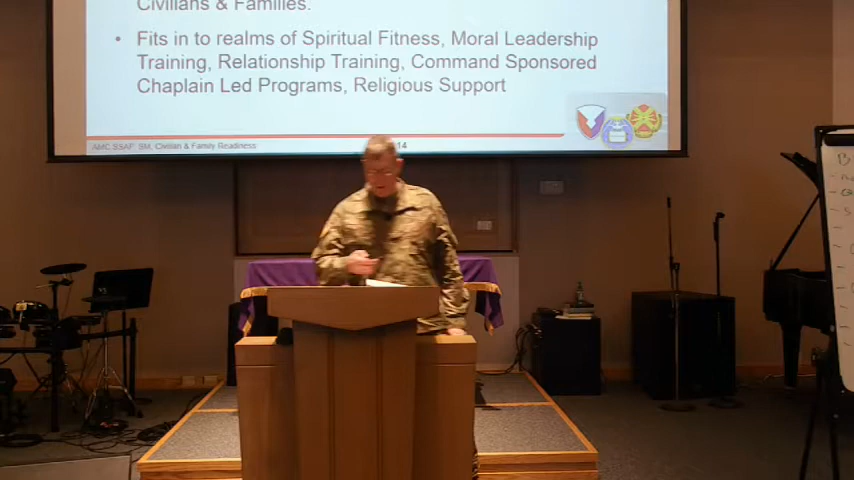 Civilians & Families.
• Fits in to realms of Spiritual Fitness, Moral Leadership
Training, Relationship Training, Command Sponsored
Chaplain Led Programs, Religious Support
AMC SSAF SM, Civilian & Family Readiness
14